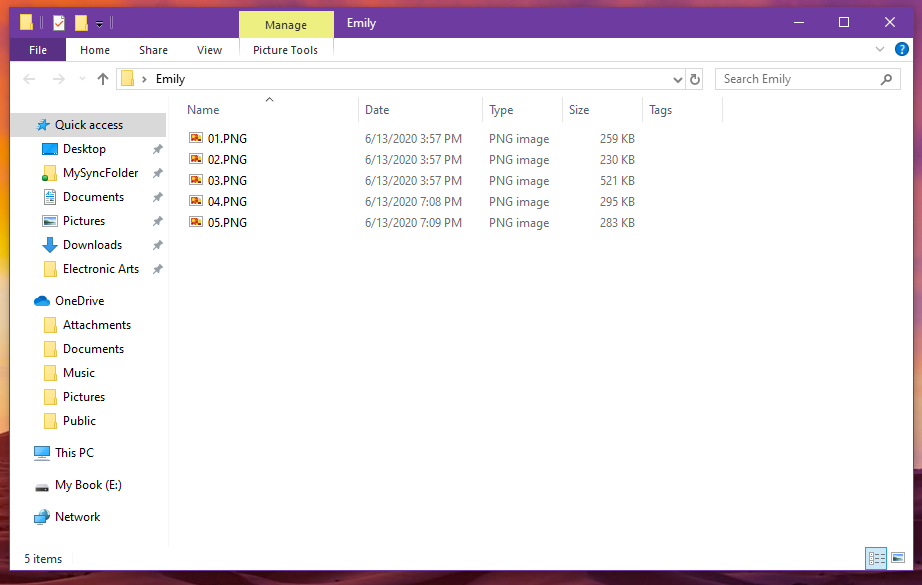 Manage
Emily
File
Home
Share
View
Picture Tools
Emily
Search Emily
Name
Date
Type
Size
Tags
01.PNG 6/13/2020 3:57 PM PNG image 259 KB
02.PNG 6/13/2020 3:57 PM PNG image 230 KB
03.PNG 6/13/2020 3:57 PM PNG image 521 KB
04.PNG 6/13/2020 7:08 PM PNG image 295 KB
05.PNG 6/13/2020 7:09 PM PNG image 283 KB
Quick access
Desktop
MySyncFolder
Documents
Pictures
Downloads
Electronic Arts
OneDrive
Attachments
Documents
Music
Pictures
Public
This PC
My Book (E:)
Network
5 items